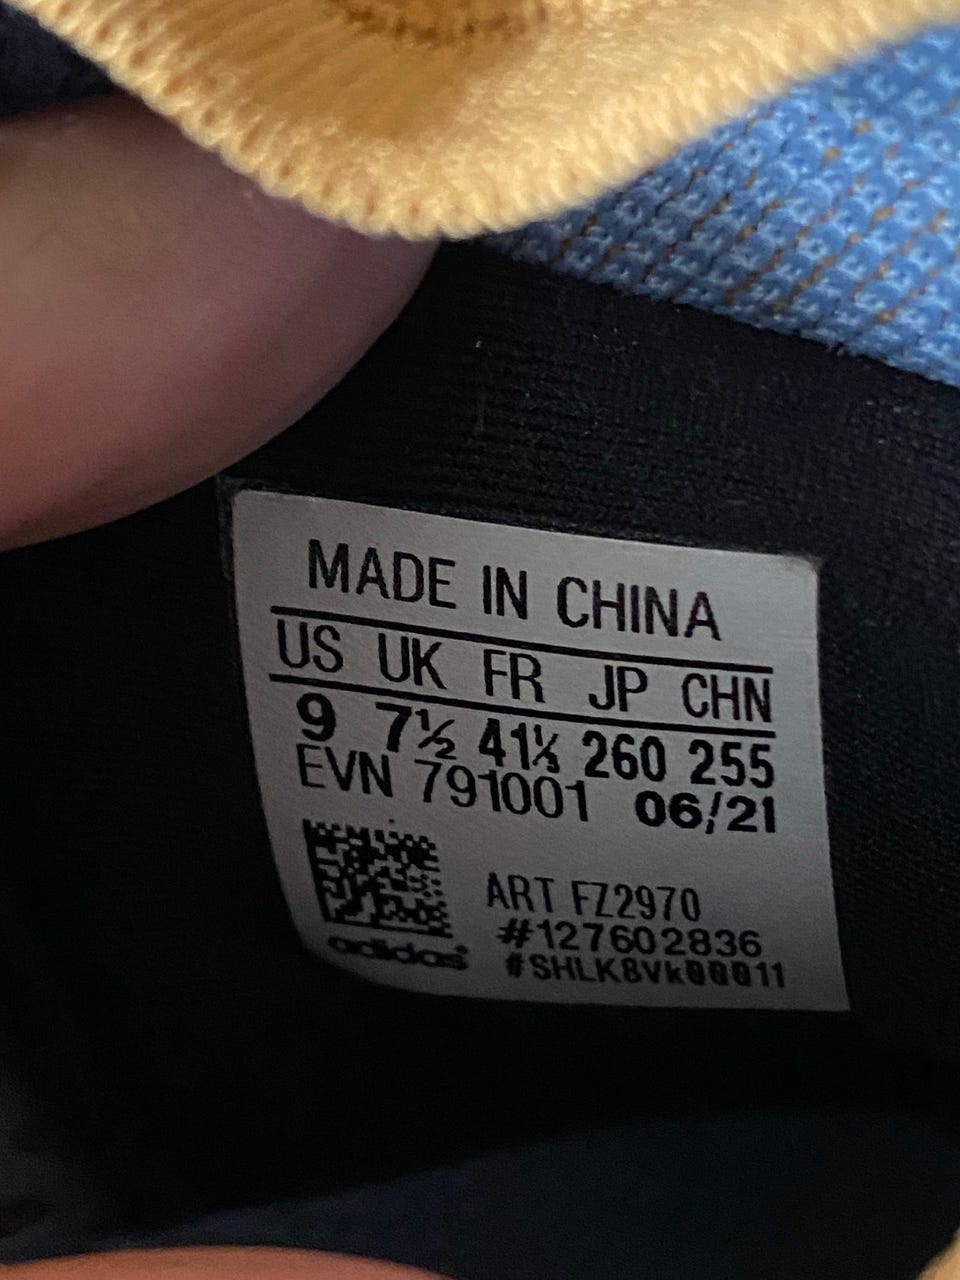 MADE IN CHINA
US UK FR JP CHN
9 7½ 41⅓ 260 255
EVN 791001 06/21
ART FZ2970
#127602836
adidas
#SHLK8Vk00011